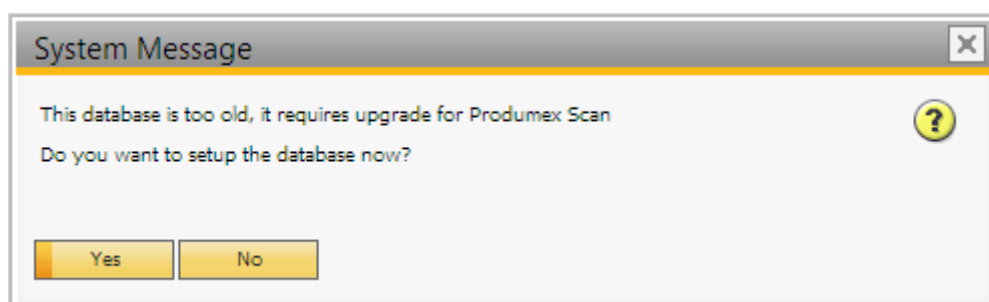 System Message
This database is too old, it requires upgrade for Produmex Scan
Do you want to setup the database now?
Yes No